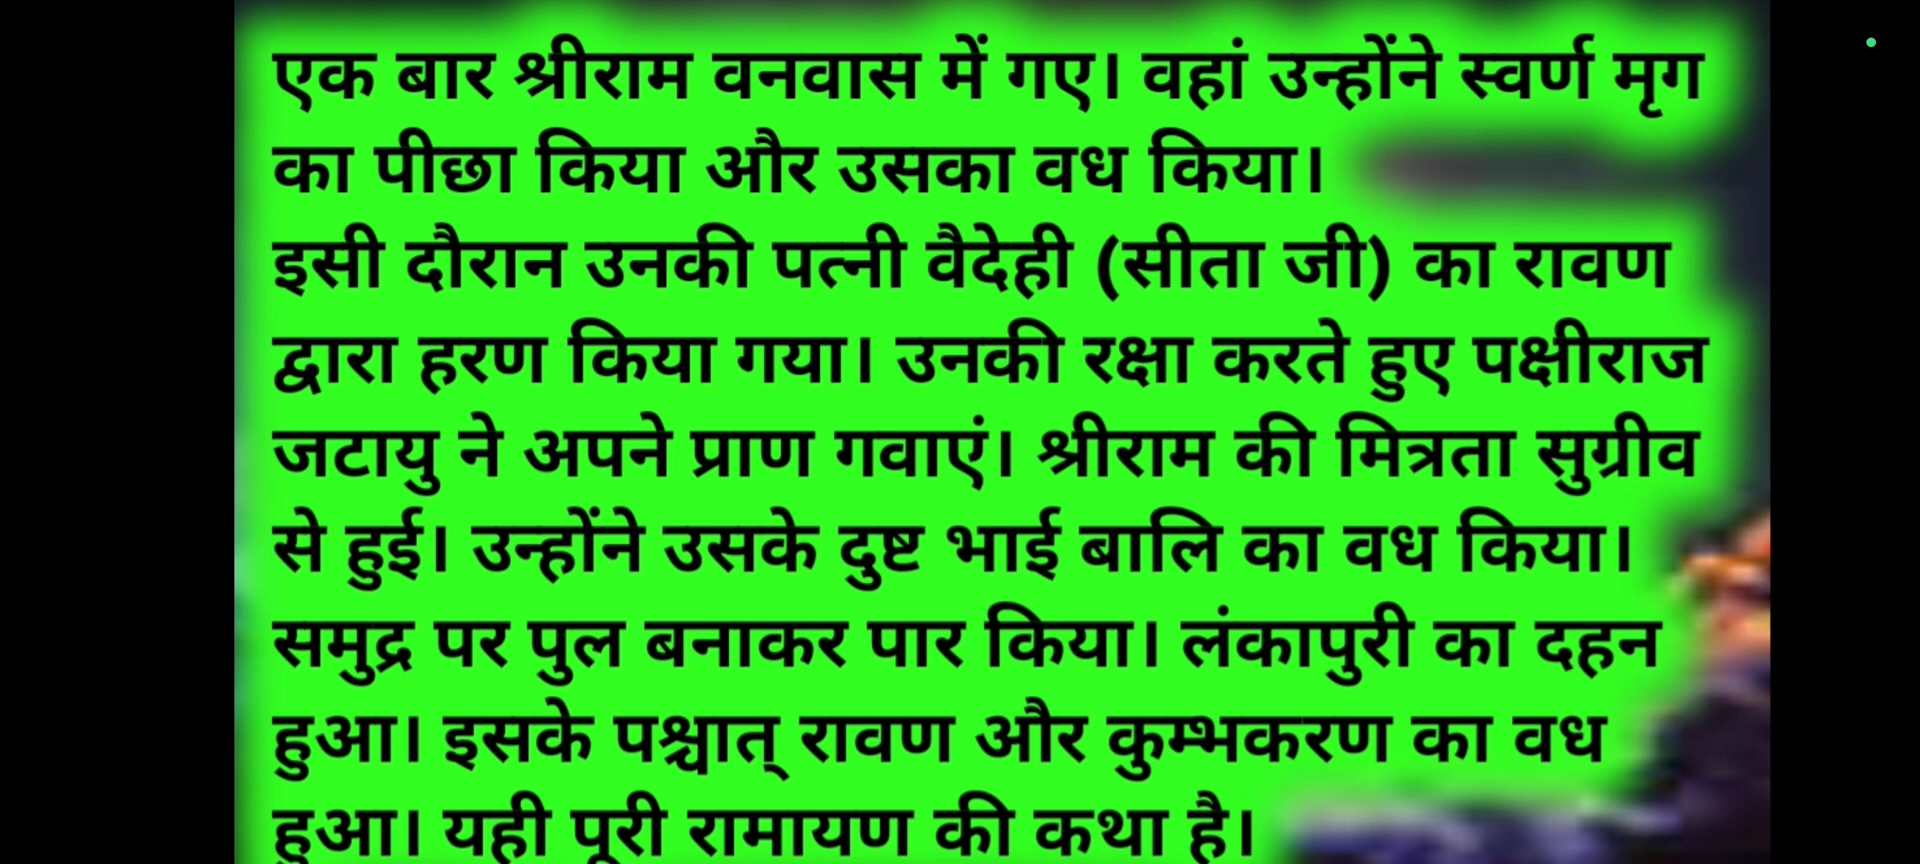 एक बार श्रीराम वनवास में गए। वहां उन्होंने स्वर्ण मृग
का पीछा किया और उसका वध किया।
इसी दौरान उनकी पत्नी वैदेही (सीता जी) का रावण
द्वारा हरण किया गया। उनकी रक्षा करते हुए पक्षीराज
जटायु ने अपने प्राण गवाएं। श्रीराम की मित्रता सुग्रीव
से हुई। उन्होंने उसके दुष्ट भाई बालि का वध किया।
समुद्र पर पुल बनाकर पार किया। लंकापुरी का दहन
हुआ। इसके पश्चात् रावण और कुम्भकरण का वध
हुआ। यही पूरी रामायण की कथा है।